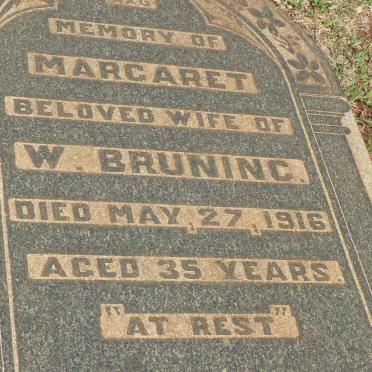 MEMORY OF
MARGARET
BELOVED WIFE OF
W. BRUNING.
DIED MAY, 27, 1916
AGED 35 YEARS
"AT REST"